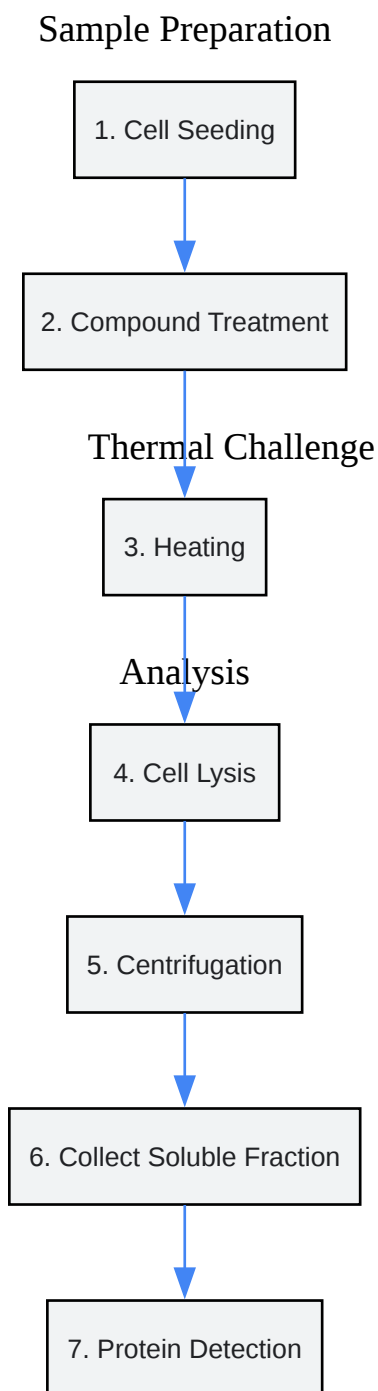 Sample Preparation
1. Cell Seeding
2. Compound Treatment
Thermal Challenge
3. Heating
Analysis
4. Cell Lysis
5. Centrifugation
6. Collect Soluble Fraction
7. Protein Detection